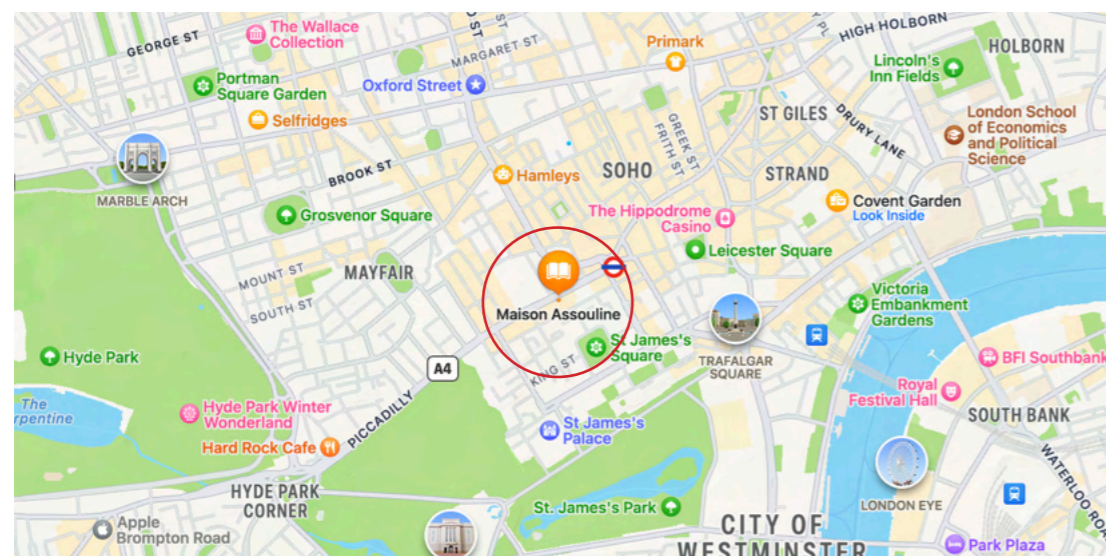 GEORGE ST
The Wallace
Collection
MARGARET ST
Primark
HIGH HOLBORN
HOLBORN
Portman
Square Garden
Oxford Street
Lincoln's
Inn Fields
Selfridges
ST GILES
DRURY LANE
London School
of Economics
and Political
Science
GREEK ST
FRITH ST
MARBLE ARCH
BROOK ST
Hamleys
SOHO
STRAND
Grosvenor Square
The Hippodrome
Casino
Covent Garden
Look Inside
Leicester Square
MOUNT ST
MAYFAIR
SOUTH ST
Maison Assouline
Victoria
Embankment
Gardens
Hyde Park
A4
KING ST
St James's
Square
TRAFALGAR
SQUARE
BFI Southbank
The
rpentine
Hyde Park Winter
Wonderland
PICCADILLY
Royal
Festival Hall
SOUTH BANK
Hard Rock Cafe
St James's
Palace
WATERLOO RO
HYDE PARK
CORNER
St. James's Park
LONDON EYE
Apple
Brompton Road
CITY OF
WESTMINSTER
Park Plaza